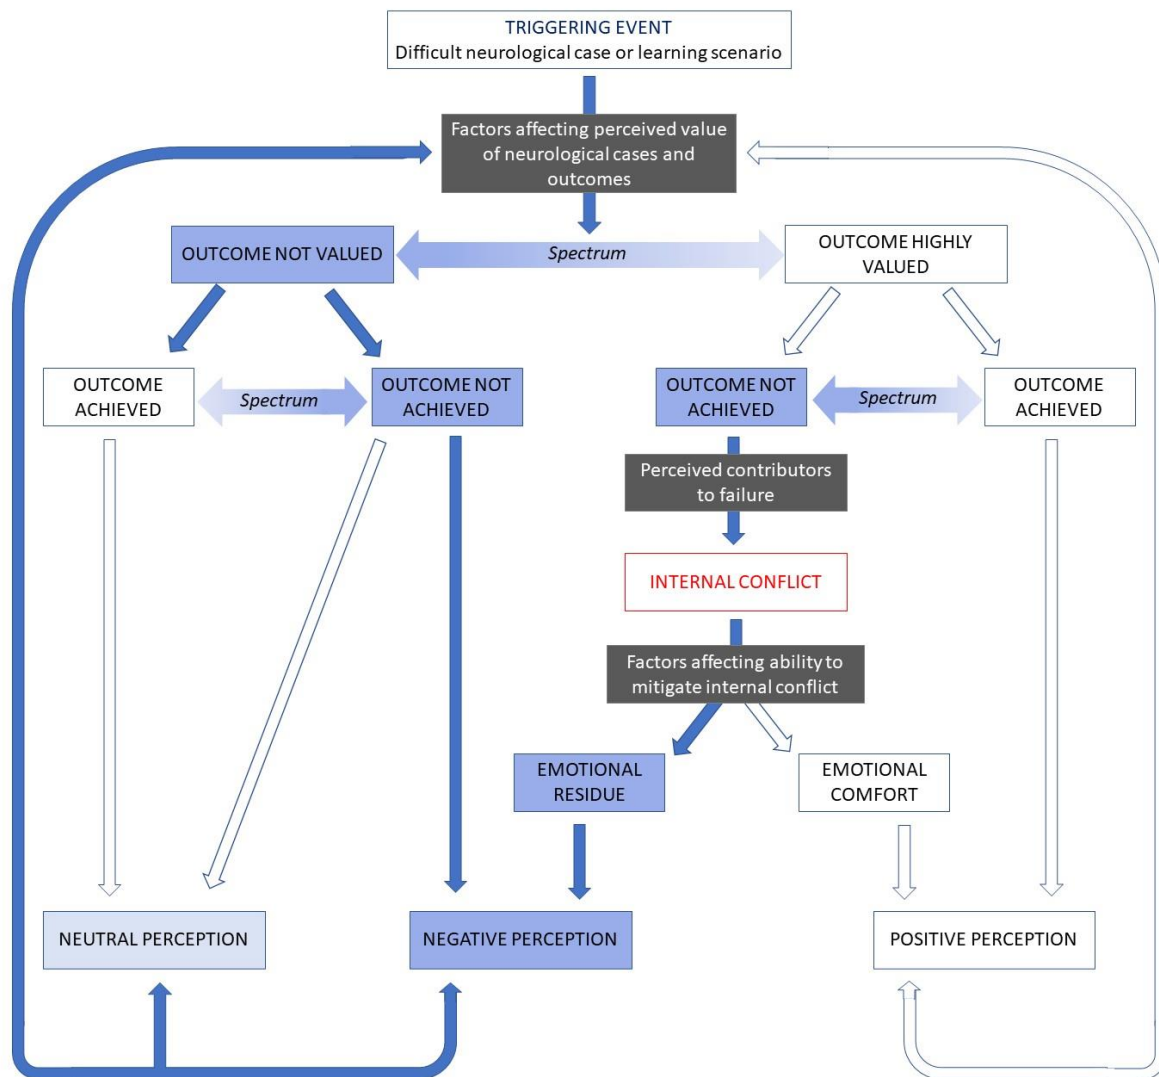 TRIGGERING EVENT
Difficult neurological case or learning scenario
Factors affecting perceived value
of neurological cases and
outcomes
OUTCOME NOT VALUED
Spectrum
OUTCOME HIGHLY
VALUED
OUTCOME
ACHIEVED
Spectrum
OUTCOME NOT
ACHIEVED
OUTCOME NOT
ACHIEVED
Spectrum
OUTCOME
ACHIEVED
Perceived contributors
to failure
INTERNAL CONFLICT
Factors affecting ability to
mitigate internal conflict
EMOTIONAL
RESIDUE
EMOTIONAL
COMFORT
NEUTRAL PERCEPTION
NEGATIVE PERCEPTION
POSITIVE PERCEPTION